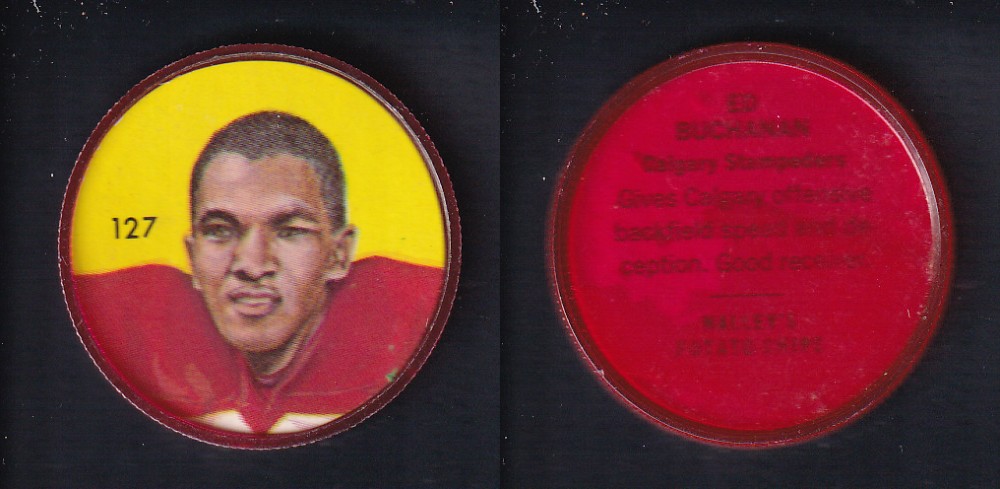 127
ED
BUCHANAN
Calgary Stampeders
Gives Calgary offensive
backfield speed and de-
ception. Good receiver.
NALLEY'S
POTATO CHIPS